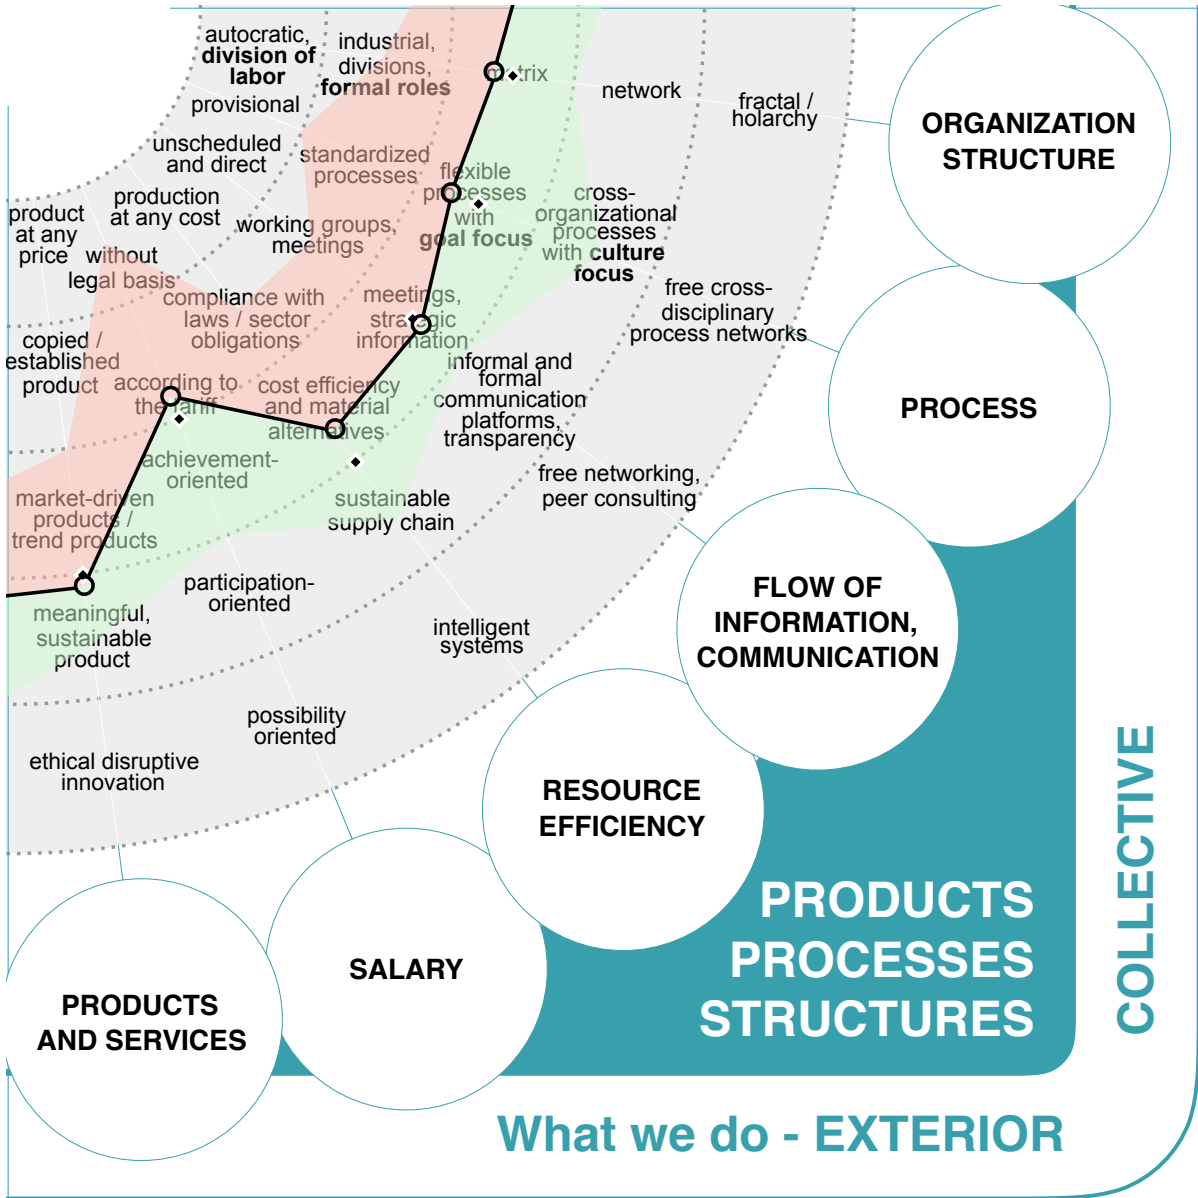 autocratic,
division of
labor
industrial,
divisions,
formal roles
matrix
network
fractal /
holarchy
ORGANIZATION
STRUCTURE
provisional
unscheduled
and direct
standardized
processes
flexible
processes
with
goal focus
cross-
organizational
processes
with culture
focus
free cross-
disciplinary
process networks
PROCESS
production
at any cost
working groups,
meetings
meetings,
strategic
information
informal and
formal
communication
platforms,
transparency
free networking,
peer consulting
FLOW OF
INFORMATION,
COMMUNICATION
without
legal basis
compliance with
laws / sector
obligations
cost efficiency
and material
alternatives
sustainable
supply chain
intelligent
systems
RESOURCE
EFFICIENCY
product
at any
price
copied /
established
product
according to
the tariff
achievement-
oriented
participation-
oriented
possibility
oriented
SALARY
market-driven
products /
trend products
meaningful,
sustainable
product
ethical disruptive
innovation
PRODUCTS
AND SERVICES
PRODUCTS
PROCESSES
STRUCTURES
COLLECTIVE
What we do - EXTERIOR